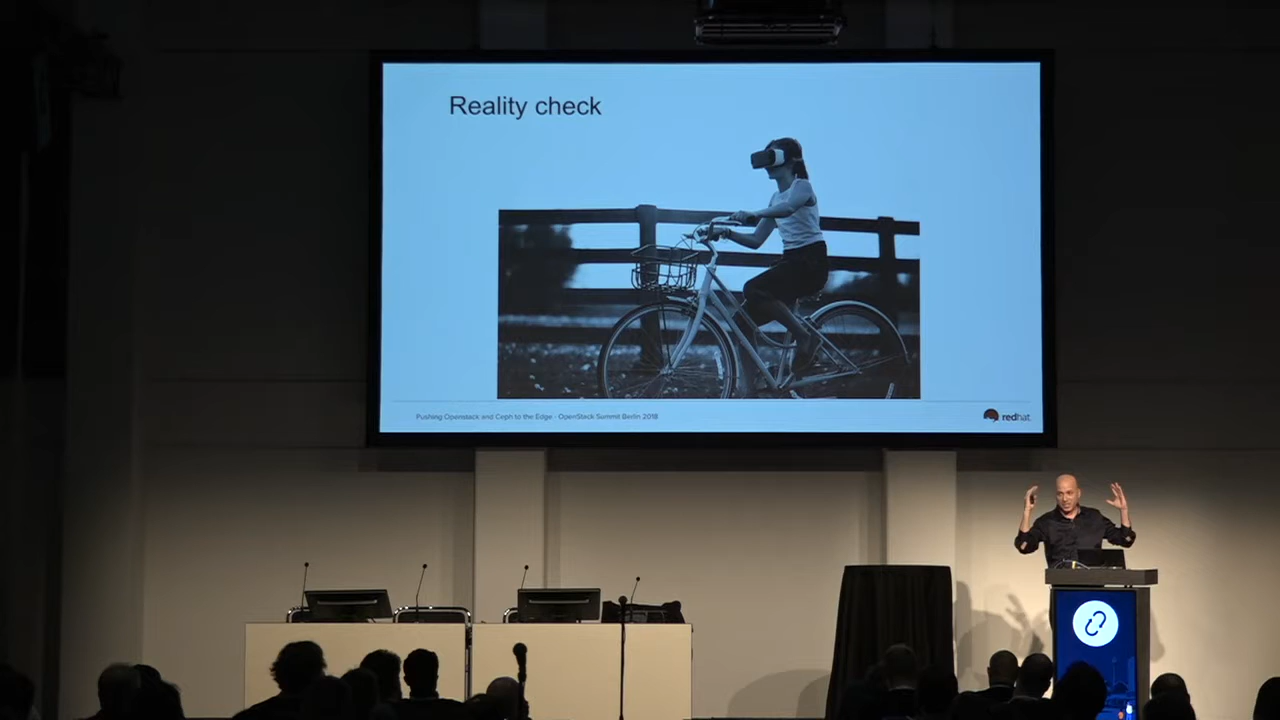 Reality check
Pushing Openstack and Ceph to the Edge - OpenStack Summit Berlin 2018
redhat.